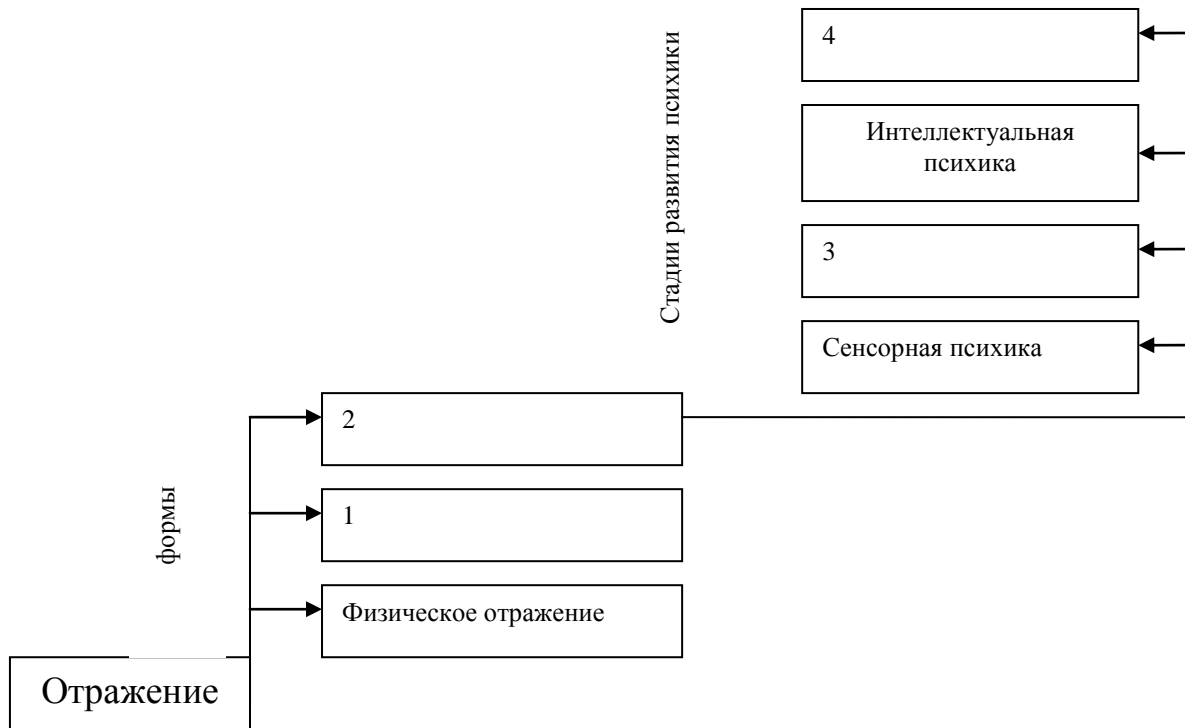 4
Интеллектуальная
психика
3
Сенсорная психика
Стадии развития психики
2
1
Физическое отражение
формы
Отражение